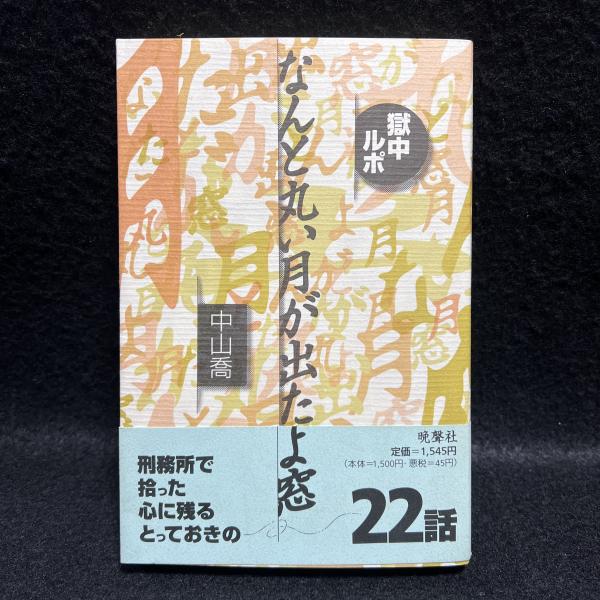 獄中
ルポ
なんと丸い月が出たよ窓
中山喬
晩聲社
定価=1,545円
(本体=1,500円・悪税=45円)
刑務所で
拾った
心に残る
とっておきの
22話